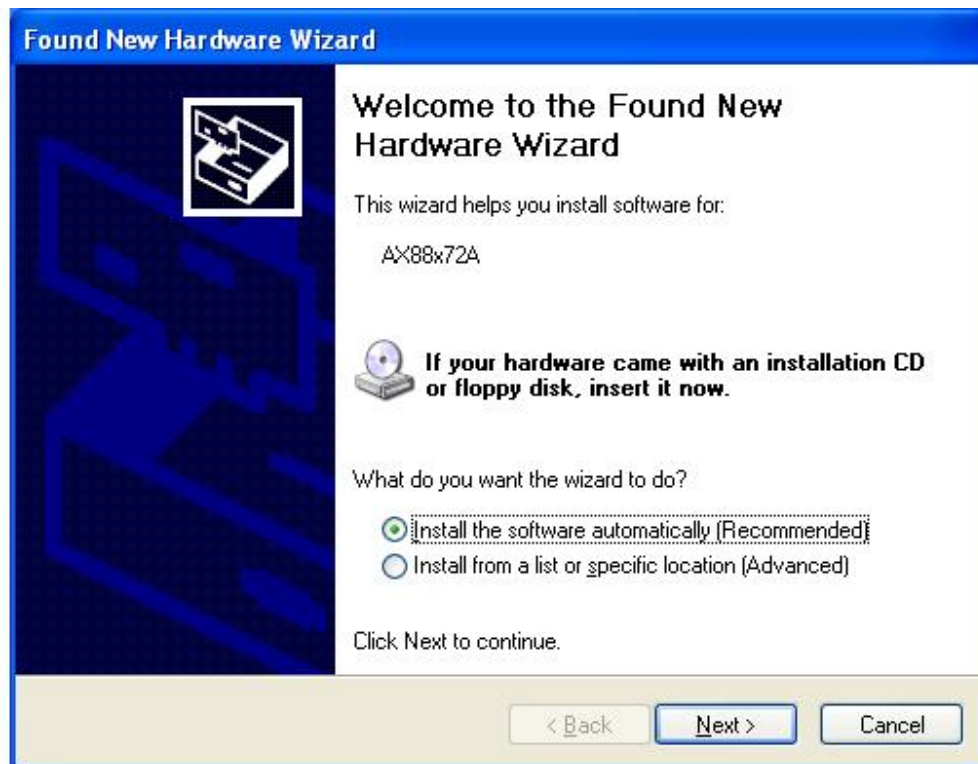 Found New Hardware Wizard
Welcome to the Found New
Hardware Wizard
This wizard helps you install software for:
AX88x72A
If your hardware came with an installation CD
or floppy disk, insert it now.
What do you want the wizard to do?
Install the software automatically (Recommended)
Install from a list or specific location (Advanced)
Click Next to continue.
< Back Next > Cancel